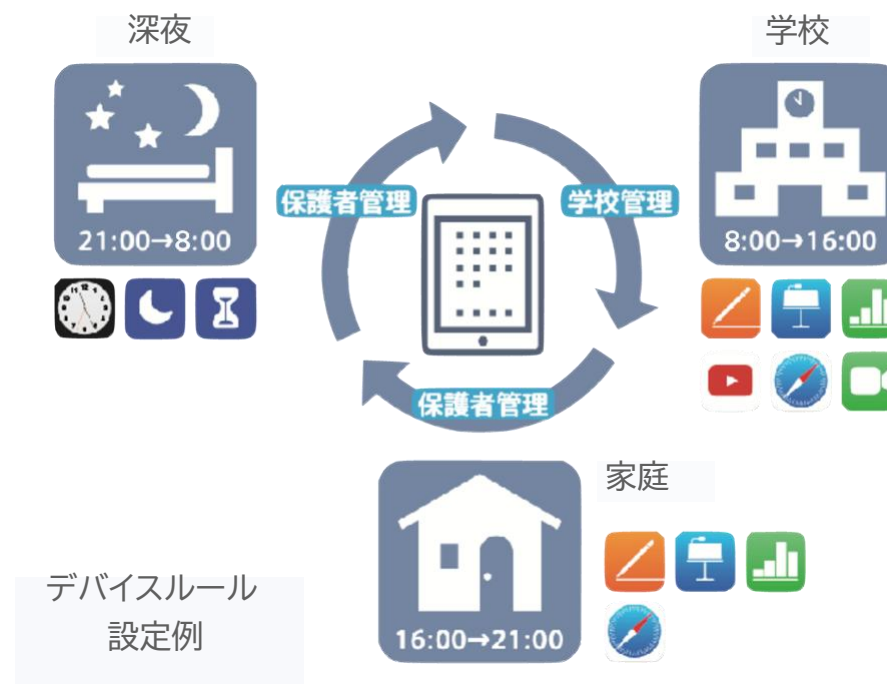 深夜
学校
21:00→8:00
8:00→16:00
保護者管理
学校管理
保護者管理
家庭
16:00→21:00
デバイスルール
設定例